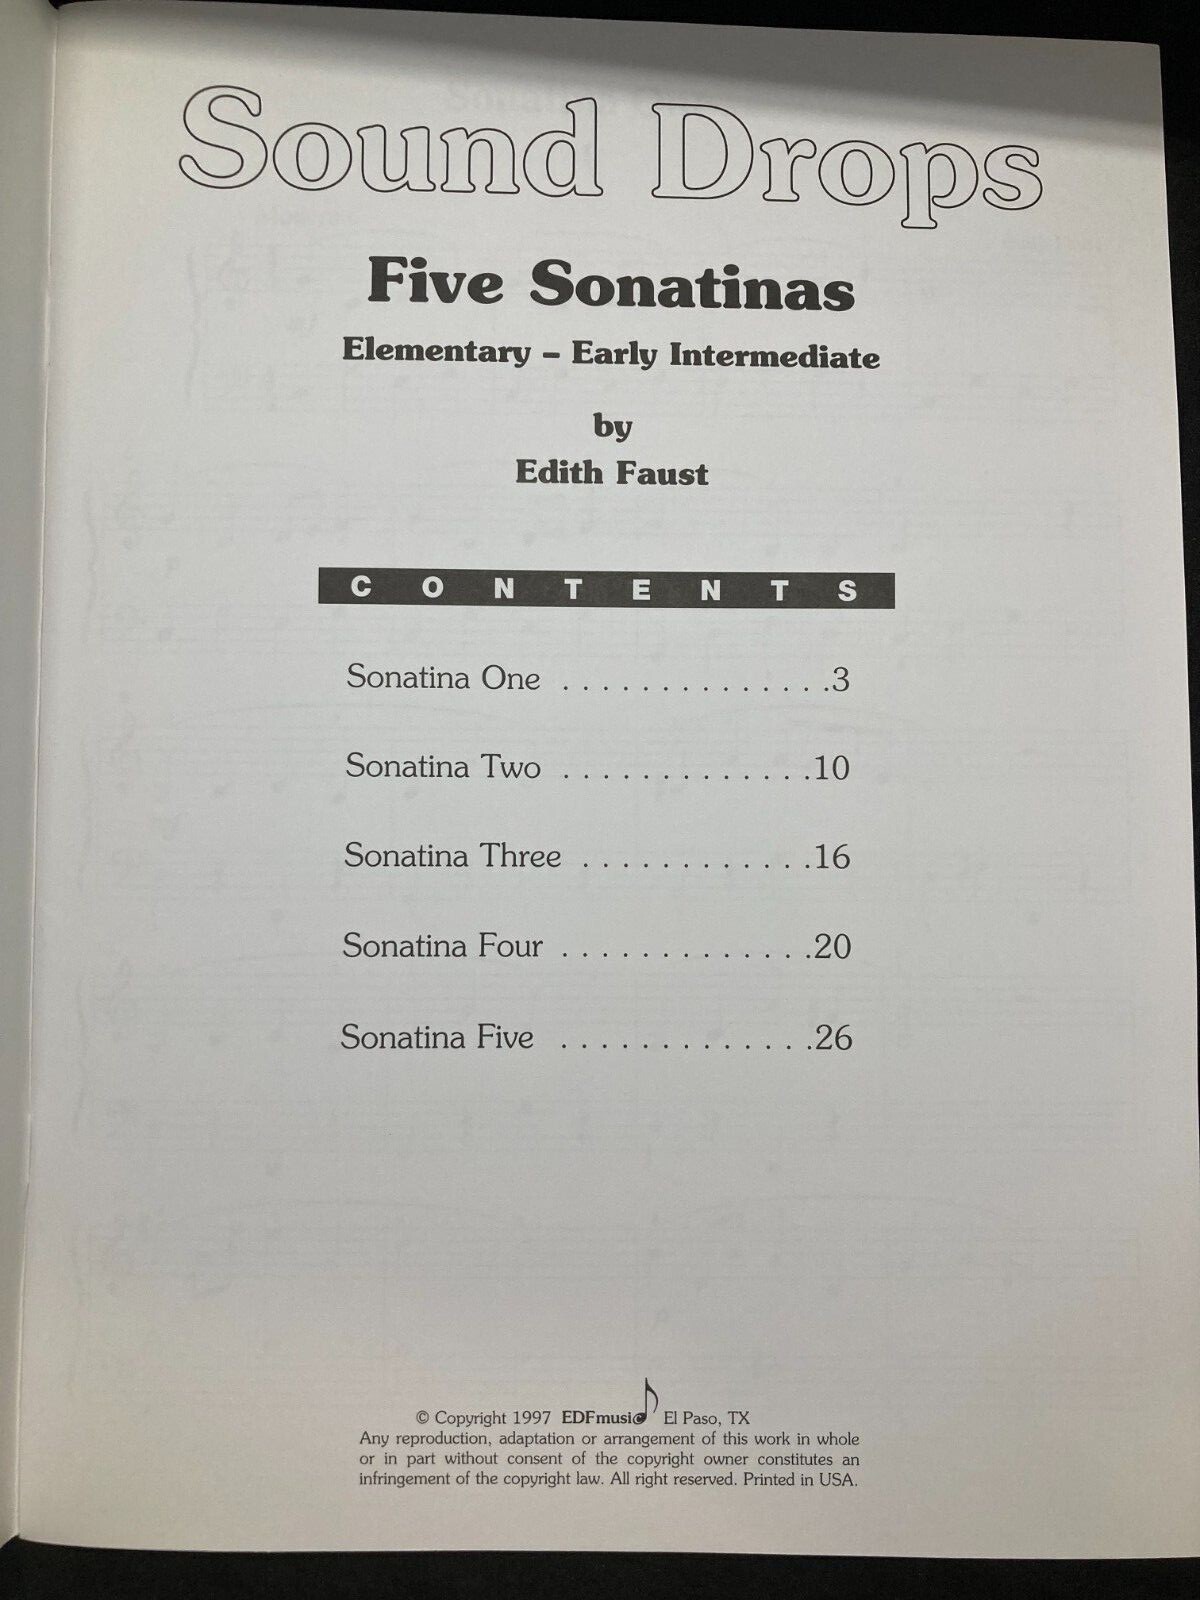 Sound Drops
Five Sonatinas
Elementary – Early Intermediate
by
Edith Faust
CONTENTS
Sonatina One . . . . . . . . . . . . . .3
Sonatina Two . . . . . . . . . . . . .10
Sonatina Three . . . . . . . . . . . .16
Sonatina Four . . . . . . . . . . . . .20
Sonatina Five . . . . . . . . . . . . .26
© Copyright 1997 EDFmusic El Paso, TX
Any reproduction, adaptation or arrangement of this work in whole
or in part without consent of the copyright owner constitutes an
infringement of the copyright law. All right reserved. Printed in USA.